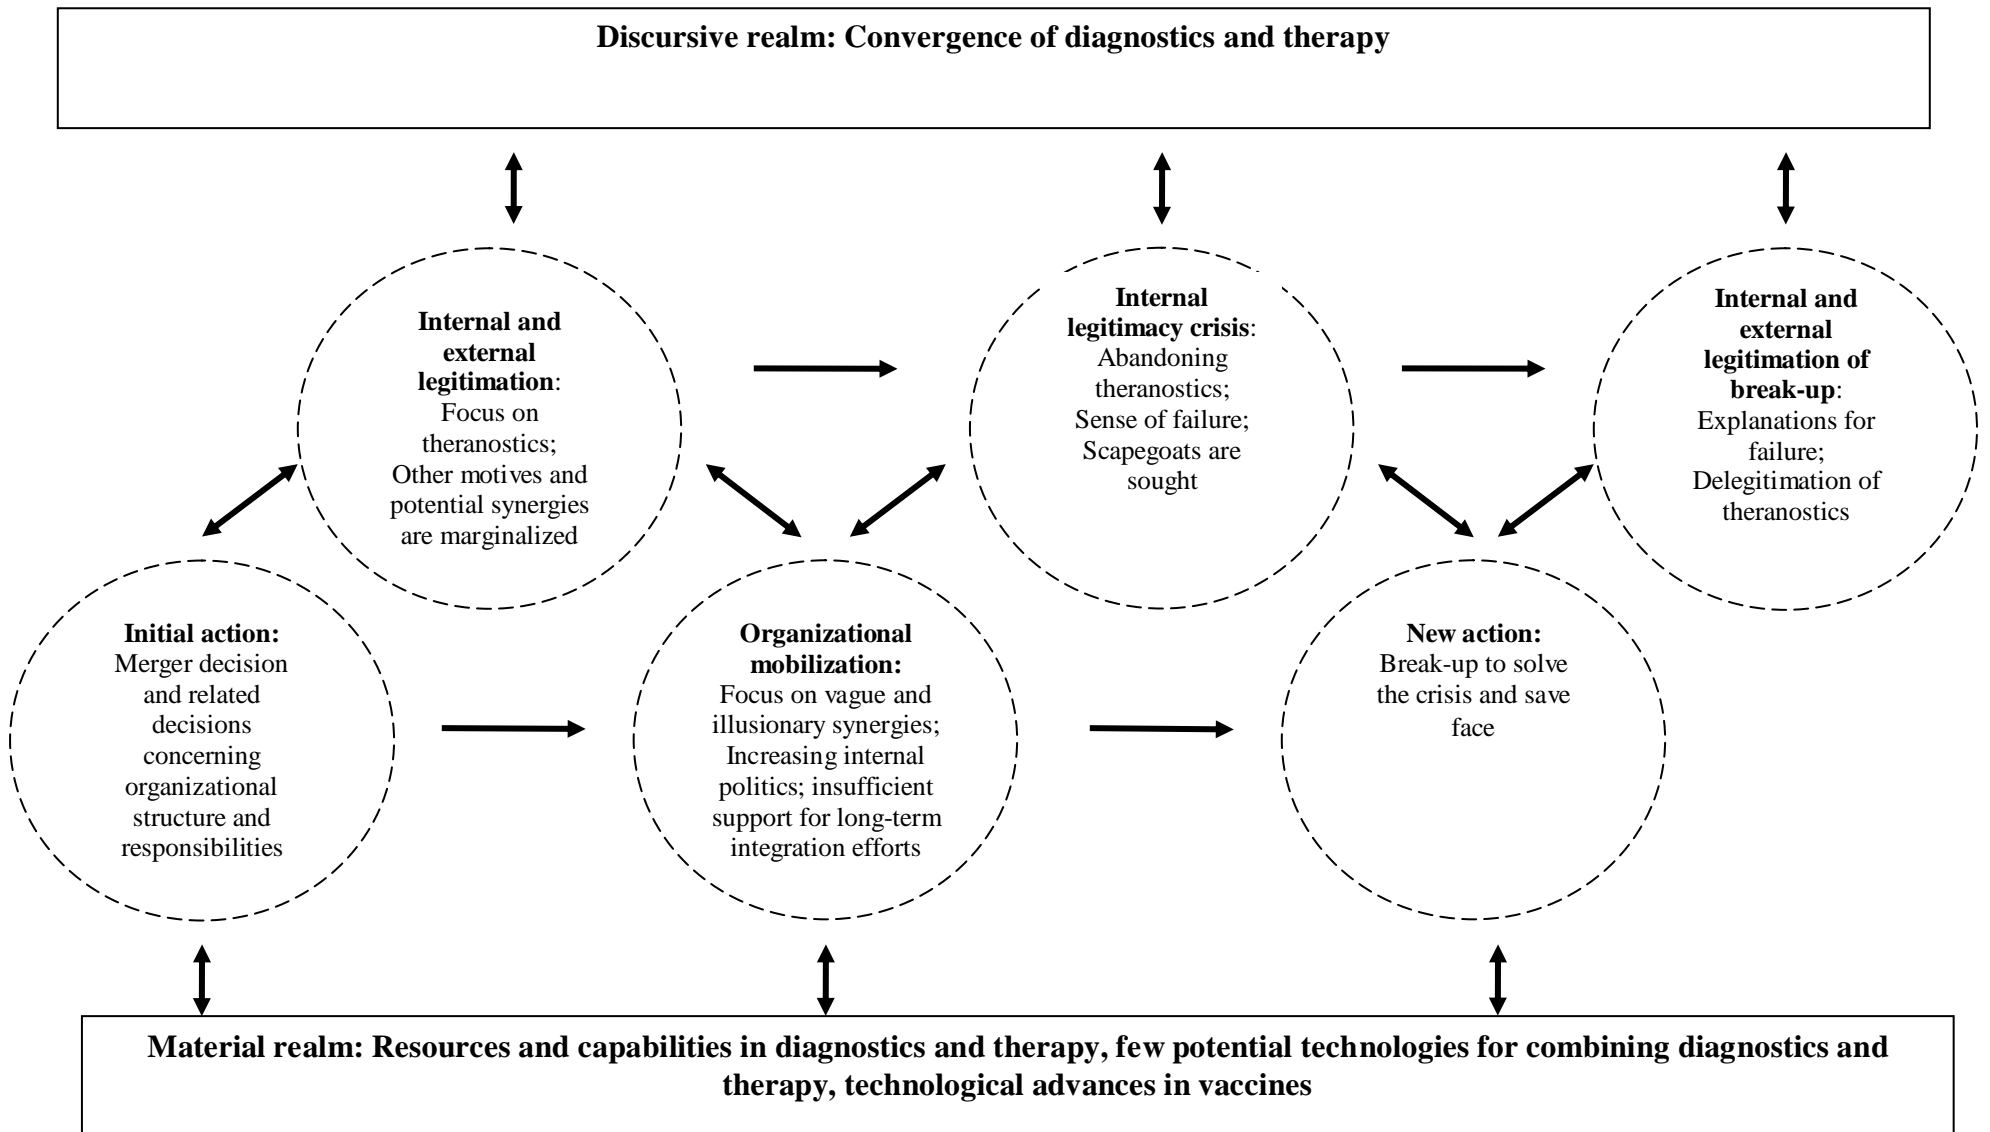 Discursive realm: Convergence of diagnostics and therapy
Internal and
external
legitimation:
Focus on
theranostics;
Other motives and
potential synergies
are marginalized
Internal
legitimacy crisis:
Abandoning
theranostics;
Sense of failure;
Scapegoats are
sought
Internal and
external
legitimation of
break-up:
Explanations for
failure;
Delegitimation of
theranostics
Initial action:
Merger decision
and related
decisions
concerning
organizational
structure and
responsibilities
Organizational
mobilization:
Focus on vague and
illusionary synergies;
Increasing internal
politics; insufficient
support for long-term
integration efforts
New action:
Break-up to solve
the crisis and save
face
Material realm: Resources and capabilities in diagnostics and therapy, few potential technologies for combining diagnostics and
therapy, technological advances in vaccines